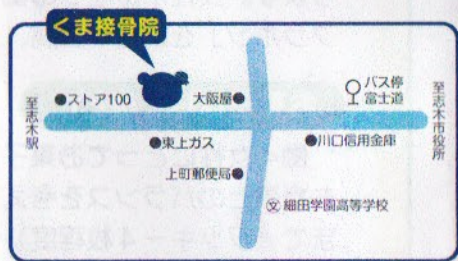 くま接骨院
ストア100
大阪屋
バス停
富士道
至志木駅
至志木市役所
東上ガス
川口信用金庫
上町郵便局
文 細田学園高等学校